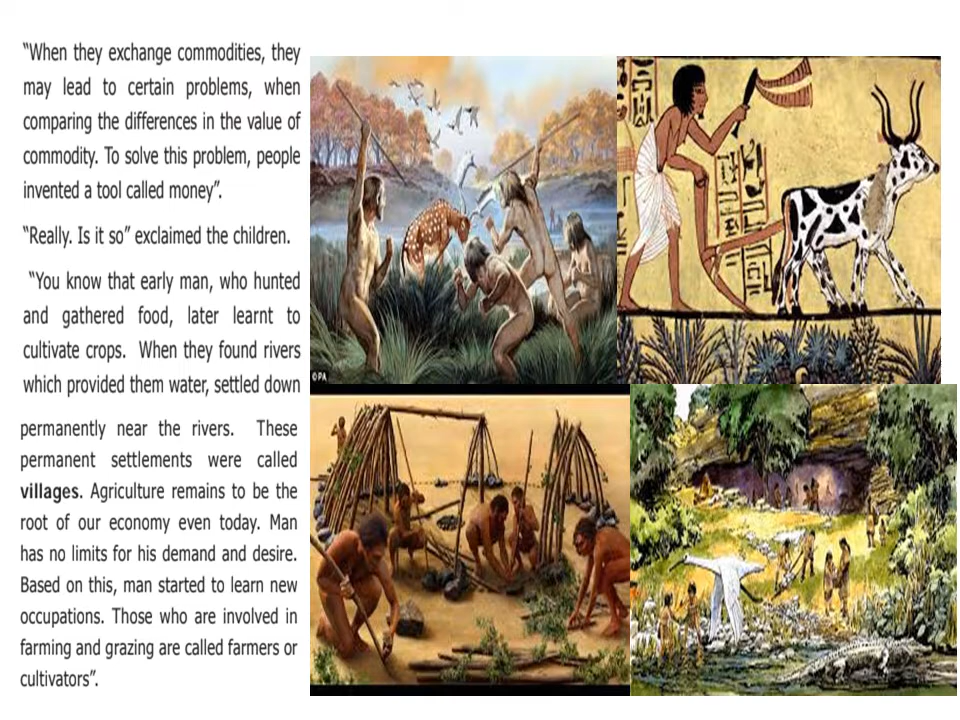 “When they exchange commodities, they
may lead to certain problems, when
comparing the differences in the value of
commodity. To solve this problem, people
invented a tool called money”.
“Really. Is it so” exclaimed the children.
“You know that early man, who hunted
and gathered food, later learnt to
cultivate crops. When they found rivers
which provided them water, settled down
permanently near the rivers. These
permanent settlements were called
villages. Agriculture remains to be the
root of our economy even today. Man
has no limits for his demand and desire.
Based on this, man started to learn new
occupations. Those who are involved in
farming and grazing are called farmers or
cultivators”.
©PA